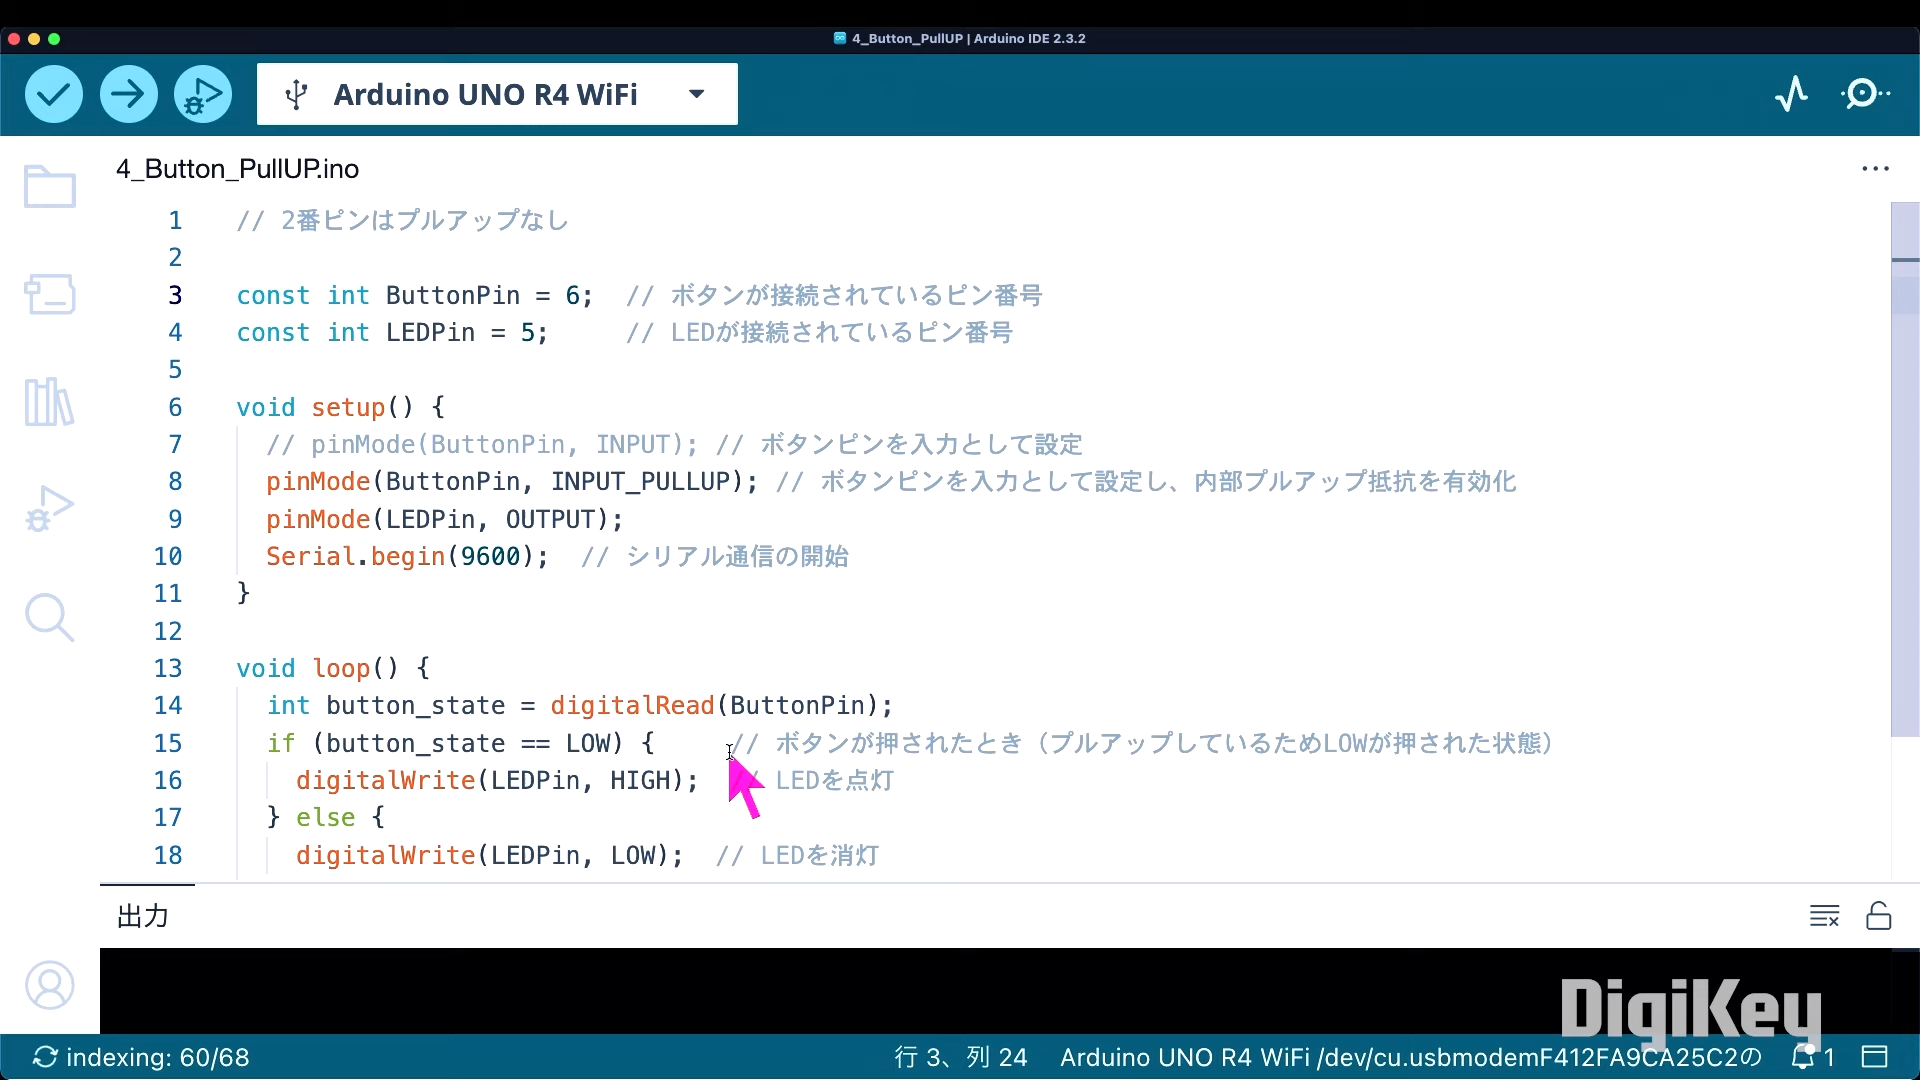 4_Button_PullUP | Arduino IDE 2.3.2
Arduino UNO R4 WiFi
4_Button_PullUP.ino
1 // 2番ピンはプルアップなし
2
3 const int ButtonPin = 6; // ボタンが接続されているピン番号
4 const int LEDPin = 5; // LEDが接続されているピン番号
5
6 void setup() {
7 // pinMode(ButtonPin, INPUT); // ボタンピンを入力として設定
8 pinMode(ButtonPin, INPUT_PULLUP); // ボタンピンを入力として設定し、内部プルアップ抵抗を有効化
9 pinMode(LEDPin, OUTPUT);
10 Serial.begin(9600); // シリアル通信の開始
11 }
12
13 void loop() {
14 int button_state = digitalRead(ButtonPin);
15 if (button_state == LOW) { // ボタンが押されたとき（プルアップしているためLOWが押された状態）
16 digitalWrite(LEDPin, HIGH); // LEDを点灯
17 } else {
18 digitalWrite(LEDPin, LOW); // LEDを消灯
出力
DigiKey
indexing: 60/68 行 3、列 24 Arduino UNO R4 WiFi /dev/cu.usbmodemF412FA9CA25C2の 1